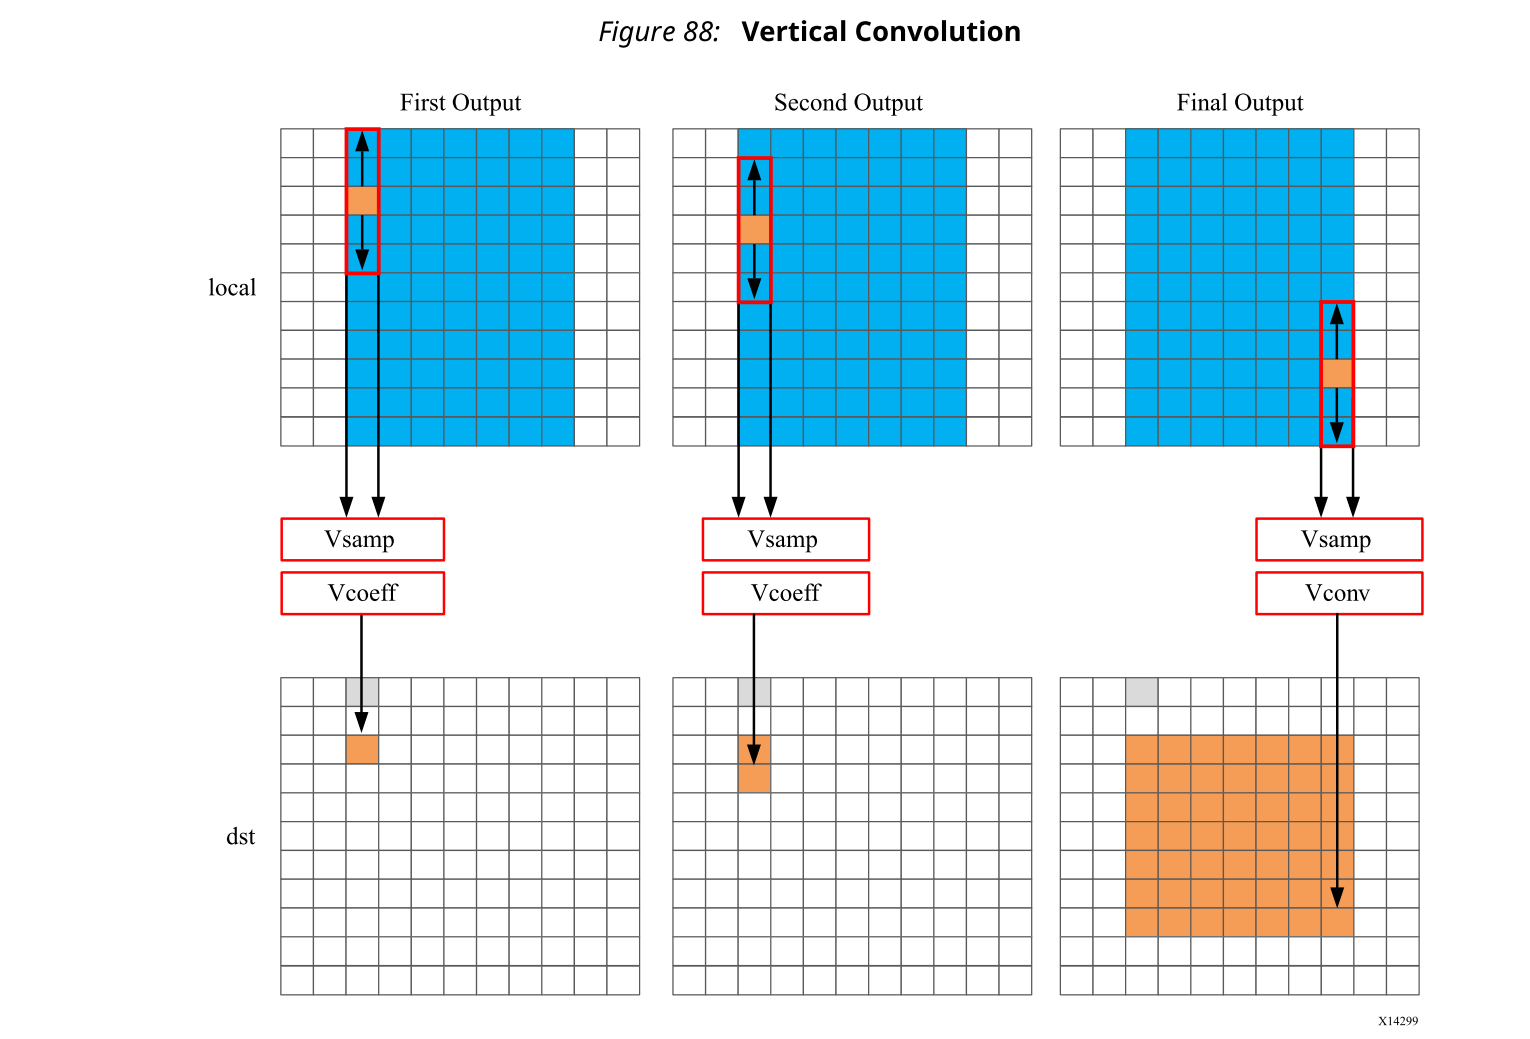 Figure 88: Vertical Convolution
First Output
Second Output
Final Output
local
Vsamp
Vsamp
Vsamp
Vcoeff
Vcoeff
Vconv
dst
X14299